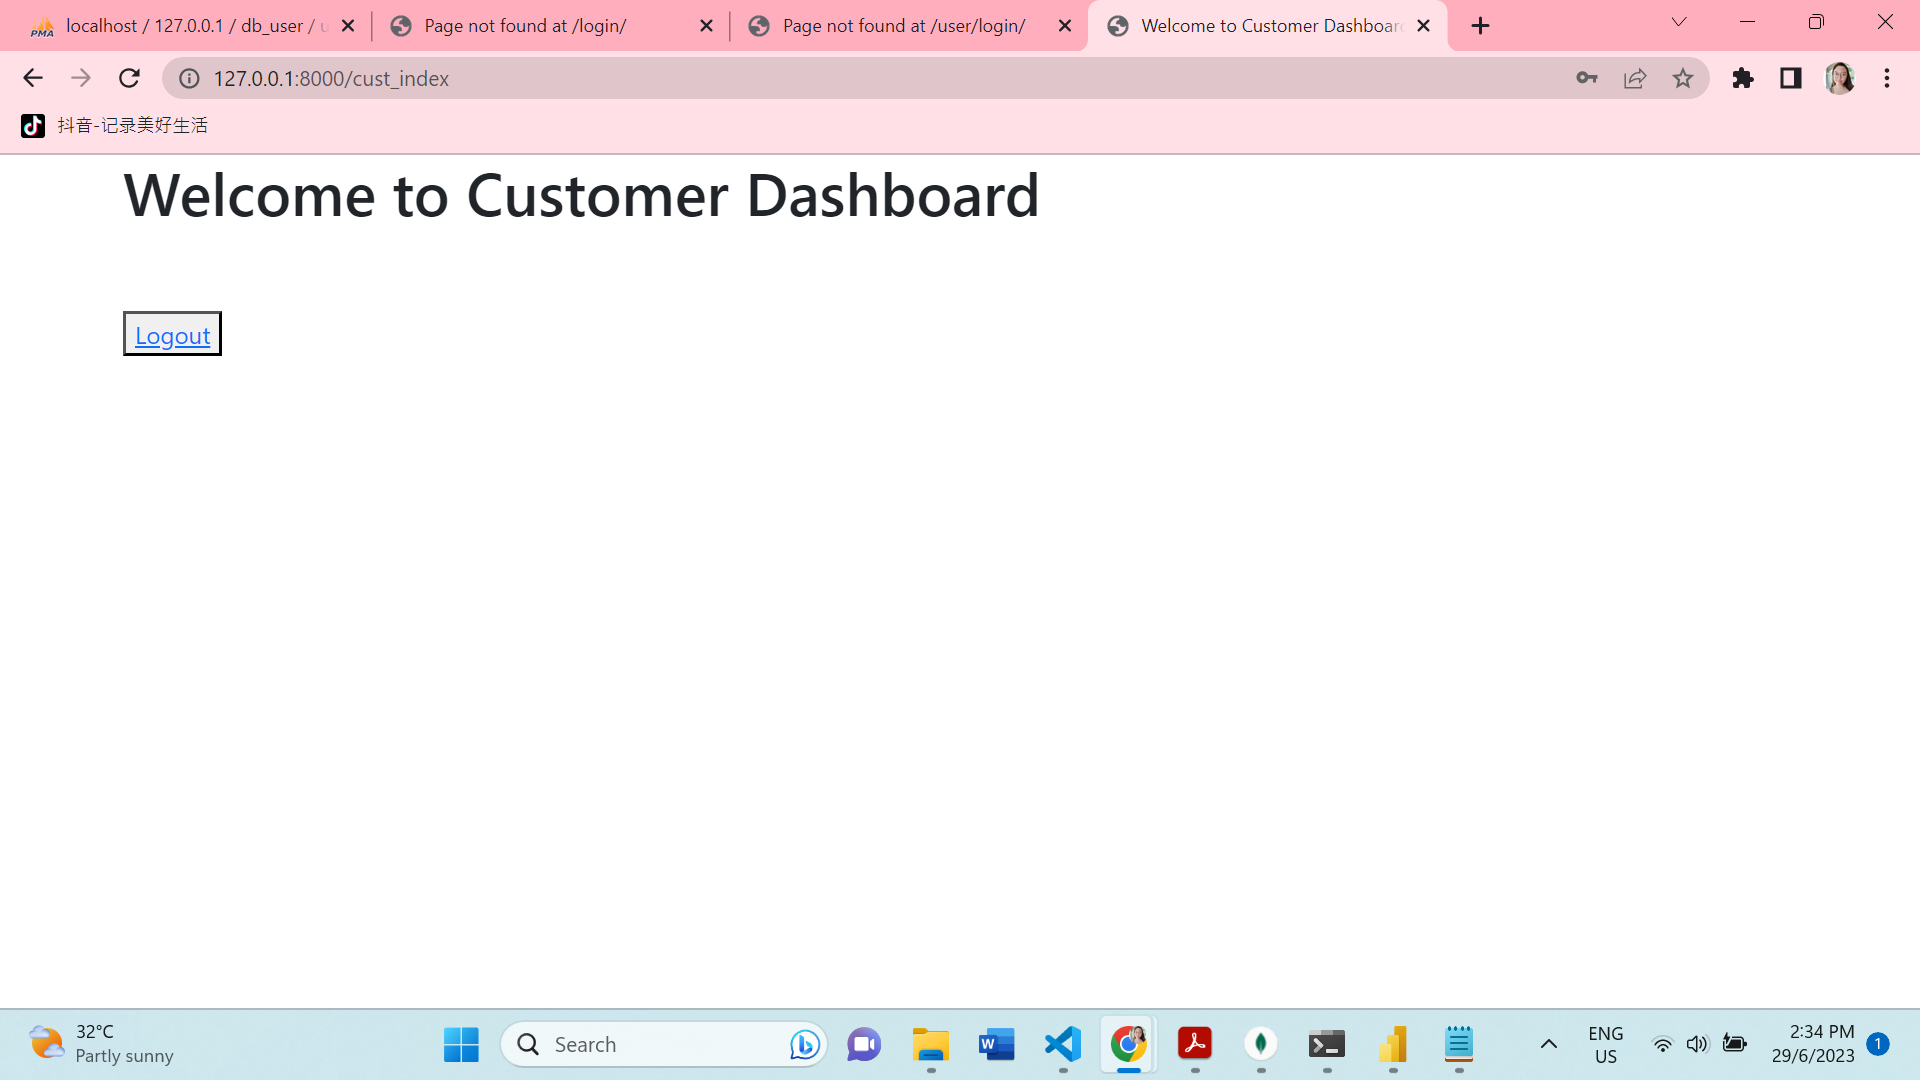 PMA localhost / 127.0.0.1 / db_user / u
Page not found at /login/
Page not found at /user/login/
Welcome to Customer Dashboard
127.0.0.1:8000/cust_index
抖音-记录美好生活
Welcome to Customer Dashboard
Logout
32°C
Partly sunny
Search
ENG
US
2:34 PM
29/6/2023
1